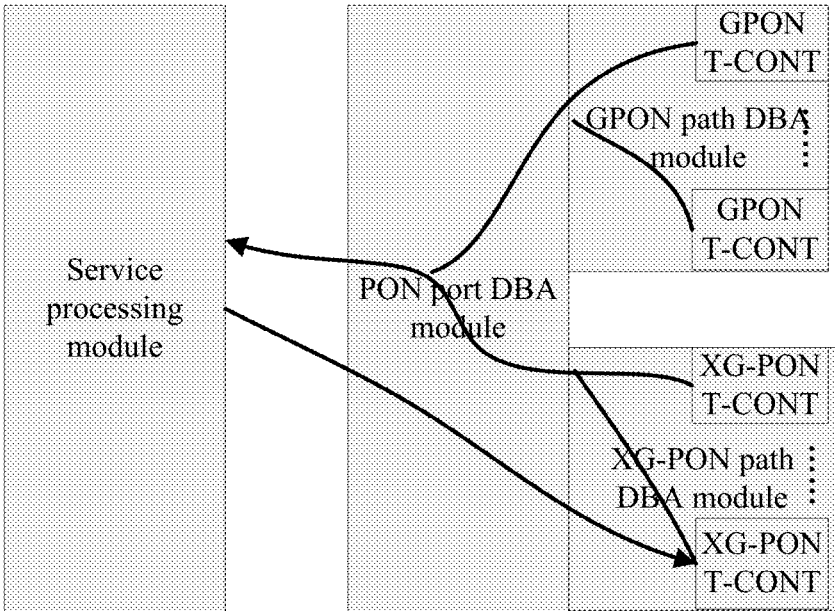 Service
processing
module
PON port DBA
module
GPON
T-CONT
GPON path DBA
module
GPON
T-CONT
XG-PON
T-CONT
XG-PON path
DBA module
XG-PON
T-CONT